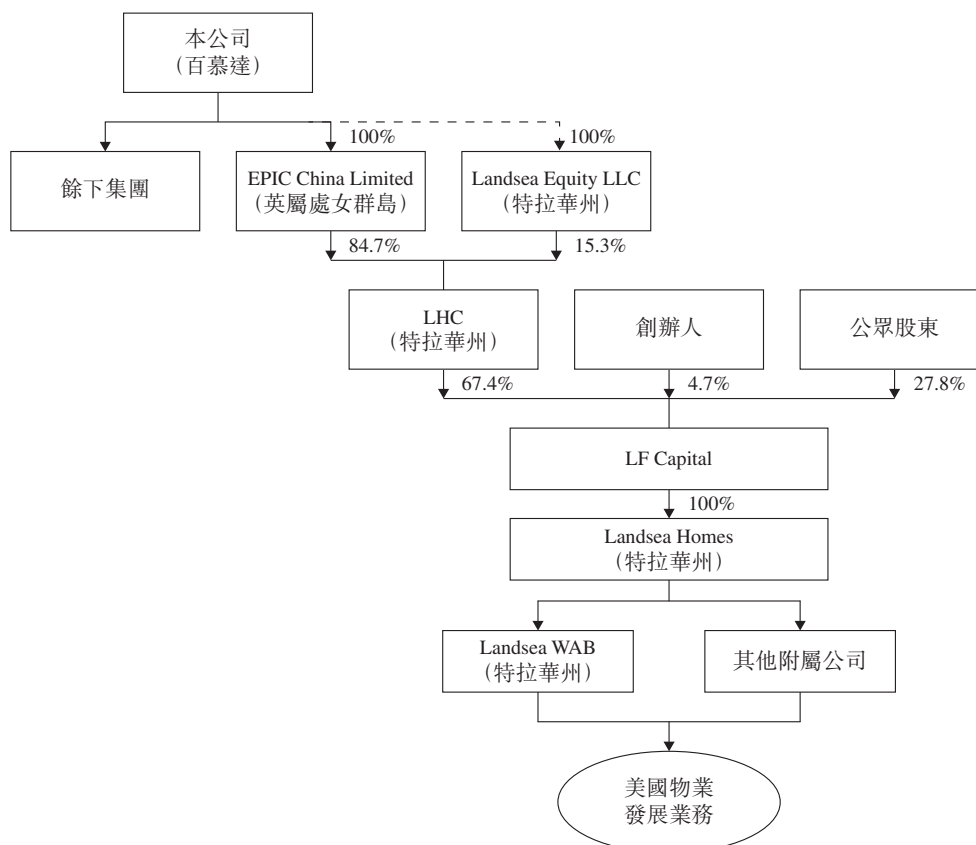 本公司
（百慕達）
100%
100%
餘下集團
EPIC China Limited
（英屬處女群島）
Landsea Equity LLC
（特拉華州）
84.7%
15.3%
LHC
（特拉華州）
創辦人
公眾股東
67.4%
4.7%
27.8%
LF Capital
100%
Landsea Homes
（特拉華州）
Landsea WAB
（特拉華州）
其他附屬公司
美國物業
發展業務